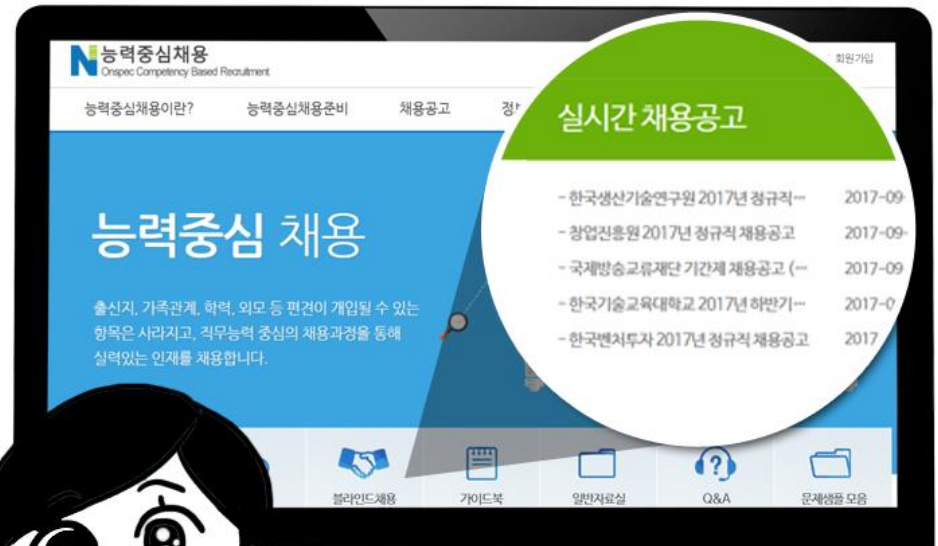 능력중심채용
Onspec Competency Based Recruitment
회원가입
능력중심채용이란?
능력중심채용준비
채용공고
실시간 채용공고
- 한국생산기술연구원 2017년 정규직… 2017-09-
- 창업진흥원 2017년 정규직 채용공고 2017-09-
- 국제방송교류재단 기간제 채용공고 (… 2017-09
- 한국기술교육대학교 2017년 하반기… 2017-0
- 한국벤처투자 2017년 정규직 채용공고 2017
능력중심 채용
출신지, 가족관계, 학력, 외모 등 편견이 개입될 수 있는
항목은 사라지고, 직무능력 중심의 채용과정을 통해
실력있는 인재를 채용합니다.
블라인드채용
가이드북
일반자료실
Q&A
문제샘플 모음